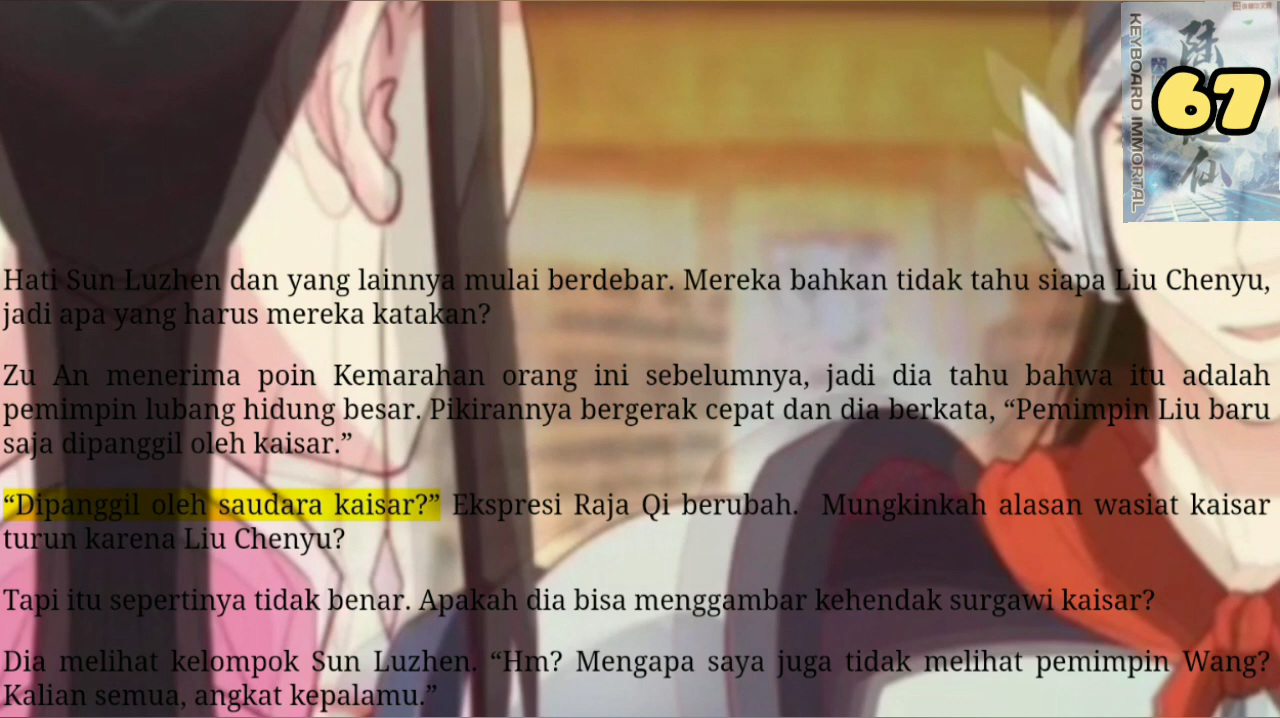 KEYBOARD IMMORTAL
67
Hati Sun Luzhen dan yang lainnya mulai berdebar. Mereka bahkan tidak tahu siapa Liu Chenyu,
jadi apa yang harus mereka katakan?
Zu An menerima poin Kemarahan orang ini sebelumnya, jadi dia tahu bahwa itu adalah
pemimpin lubang hidung besar. Pikirannya bergerak cepat dan dia berkata, “Pemimpin Liu baru
saja dipanggil oleh kaisar.”
“Dipanggil oleh saudara kaisar?” Ekspresi Raja Qi berubah. Mungkinkah alasan wasiat kaisar
turun karena Liu Chenyu?
Tapi itu sepertinya tidak benar. Apakah dia bisa menggambar kehendak surgawi kaisar?
Dia melihat kelompok Sun Luzhen. “Hm? Mengapa saya juga tidak melihat pemimpin Wang?
Kalian semua, angkat kepalamu.”